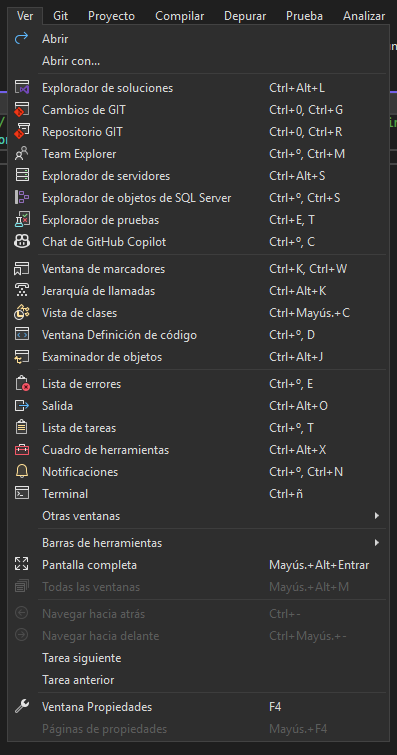 Ver Git Proyecto Compilar Depurar Prueba Analizar
Abrir
Abrir con...
Explorador de soluciones Ctrl+Alt+L
Cambios de GIT Ctrl+0, Ctrl+G
Repositorio GIT Ctrl+0, Ctrl+R
Team Explorer Ctrl+º, Ctrl+M
Explorador de servidores Ctrl+Alt+S
Explorador de objetos de SQL Server Ctrl+º, Ctrl+S
Explorador de pruebas Ctrl+E, T
Chat de GitHub Copilot Ctrl+º, C
Ventana de marcadores Ctrl+K, Ctrl+W
Jerarquía de llamadas Ctrl+Alt+K
Vista de clases Ctrl+Mayús.+C
Ventana Definición de código Ctrl+º, D
Examinador de objetos Ctrl+Alt+J
Lista de errores Ctrl+º, E
Salida Ctrl+Alt+O
Lista de tareas Ctrl+º, T
Cuadro de herramientas Ctrl+Alt+X
Notificaciones Ctrl+º, Ctrl+N
Terminal Ctrl+ñ
Otras ventanas
Barras de herramientas
Pantalla completa Mayús.+Alt+Entrar
Todas las ventanas Mayús.+Alt+M
Navegar hacia atrás Ctrl+-
Navegar hacia delante Ctrl+Mayús.+-
Tarea siguiente
Tarea anterior
Ventana Propiedades F4
Páginas de propiedades Mayús.+F4